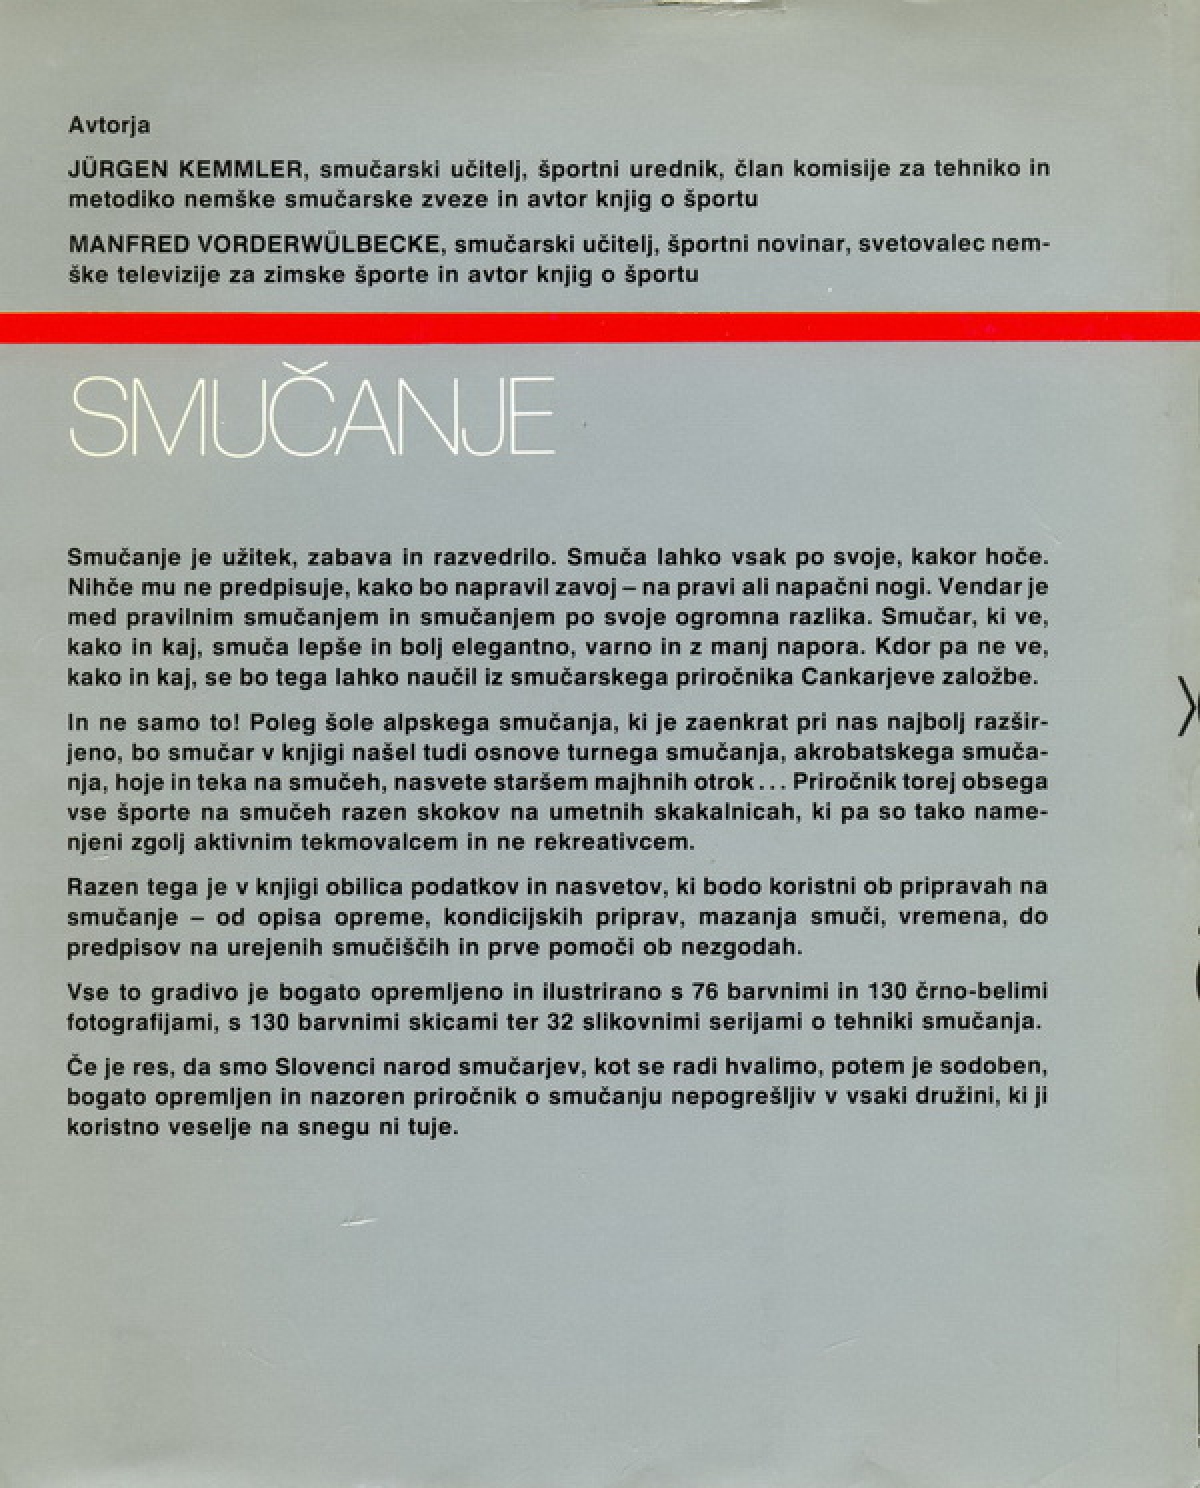 Avtorja
JÜRGEN KEMMLER, smučarski učitelj, športni urednik, član komisije za tehniko in
metodiko nemške smučarske zveze in avtor knjig o športu
MANFRED VORDERWÜLBECKE, smučarski učitelj, športni novinar, svetovalec nem-
ške televizije za zimske športe in avtor knjig o športu
SMUČANJE
Smučanje je užitek, zabava in razvedrilo. Smuča lahko vsak po svoje, kakor hoče.
Nihče mu ne predpisuje, kako bo napravil zavoj – na pravi ali napačni nogi. Vendar je
med pravilnim smučanjem in smučanjem po svoje ogromna razlika. Smučar, ki ve,
kako in kaj, smuča lepše in bolj elegantno, varno in z manj napora. Kdor pa ne ve,
kako in kaj, se bo tega lahko naučil iz smučarskega priročnika Cankarjeve založbe.
In ne samo to! Poleg šole alpskega smučanja, ki je zaenkrat pri nas najbolj razšir-
jeno, bo smučar v knjigi našel tudi osnove turnega smučanja, akrobatskega smuča-
nja, hoje in teka na smučeh, nasvete staršem majhnih otrok... Priročnik torej obsega
vse športe na smučeh razen skokov na umetnih skakalnicah, ki pa so tako name-
njeni zgolj aktivnim tekmovalcem in ne rekreativcem.
Razen tega je v knjigi obilica podatkov in nasvetov, ki bodo koristni ob pripravah na
smučanje – od opisa opreme, kondicijskih priprav, mazanja smuči, vremena, do
predpisov na urejenih smučiščih in prve pomoči ob nezgodah.
Vse to gradivo je bogato opremljeno in ilustrirano s 76 barvnimi in 130 črno-belimi
fotografijami, s 130 barvnimi skicami ter 32 slikovnimi serijami o tehniki smučanja.
Če je res, da smo Slovenci narod smučarjev, kot se radi hvalimo, potem je sodoben,
bogato opremljen in nazoren priročnik o smučanju nepogrešljiv v vsaki družini, ki ji
koristno veselje na snegu ni tuje.